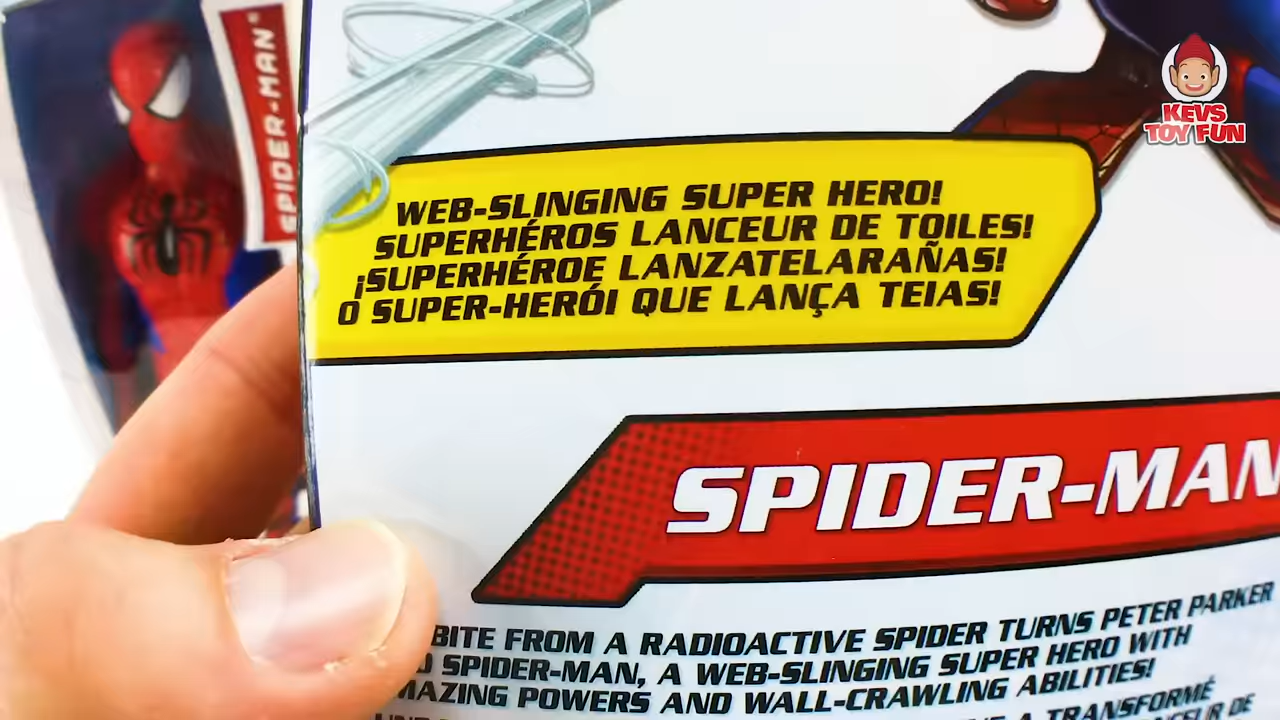 SPIDER-MAN
KEVS
TOY FUN
WEB-SLINGING SUPER HERO!
SUPERHÉROS LANCEUR DE TOILES!
¡SUPERHÉROE LANZATELARAÑAS!
O SUPER-HERÓI QUE LANÇA TEIAS!
SPIDER-MAN
BITE FROM A RADIOACTIVE SPIDER TURNS PETER PARKER
SPIDER-MAN, A WEB-SLINGING SUPER HERO WITH
MAZING POWERS AND WALL-CRAWLING ABILITIES!
A TRANSFORMÉ
DE